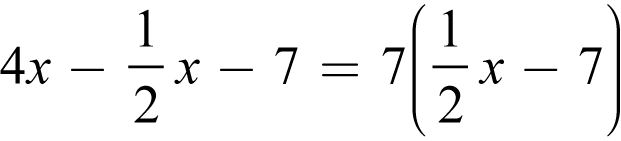 4x − 1/2 x − 7 = 7(1/2 x − 7)